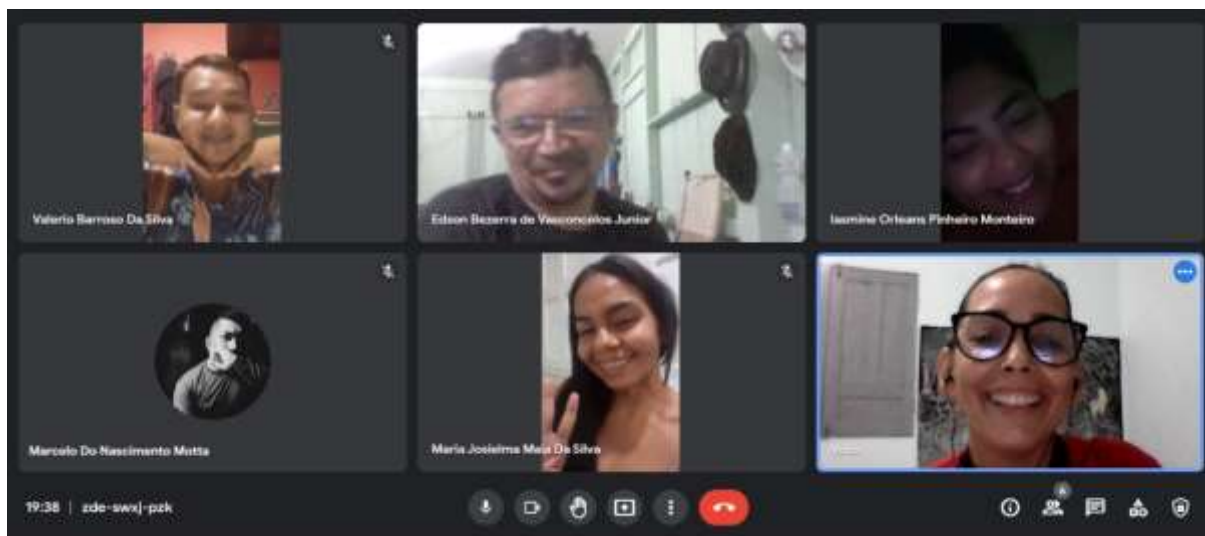 Valerio Barroso Da Silva
Edson Bezerra de Vasconcelos Junior
Iasmine Orleans Pinheiro Monteiro
Marcelo Do Nascimento Motta
Maria Josielma Maia Da Silva
19:38 | zde-swxj-pzk
6